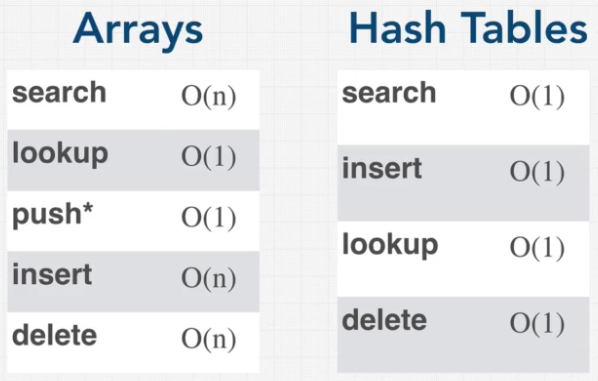 Arrays
search O(n)
lookup O(1)
push* O(1)
insert O(n)
delete O(n)
Hash Tables
search O(1)
insert O(1)
lookup O(1)
delete O(1)